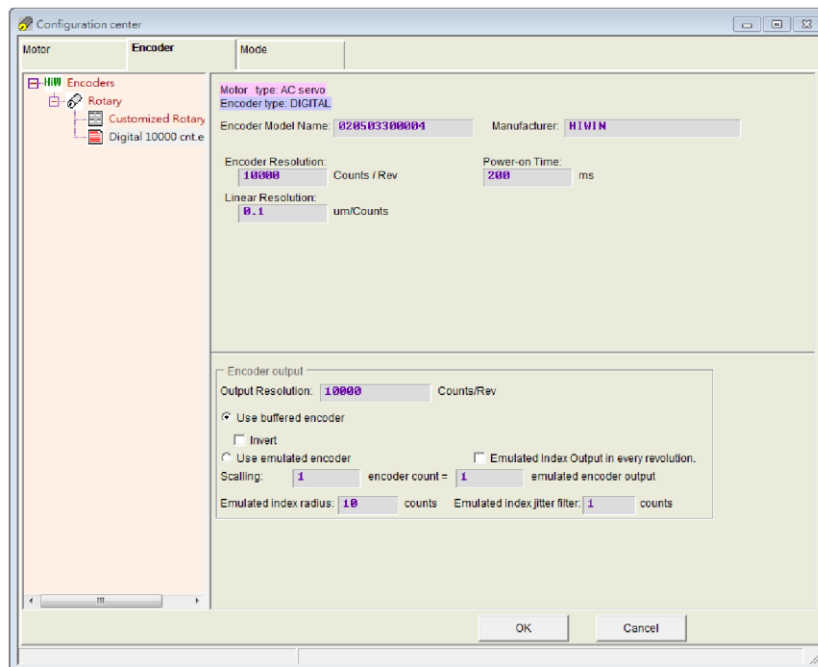 Configuration center
Motor
Encoder
Mode
HiW Encoders
Rotary
Customized Rotary
Digital 10000 cnt.e
Motor type: AC servo
Encoder type: DIGITAL
Encoder Model Name: 020503300004 Manufacturer: HIWIN
Encoder Resolution: Power-on Time:
10000 Counts / Rev 200 ms
Linear Resolution:
0.1 um/Counts
Encoder output
Output Resolution: 10000 Counts/Rev
Use buffered encoder
Invert
Use emulated encoder Emulated Index Output in every revolution.
Scalling: 1 encoder count = 1 emulated encoder output
Emulated index radius: 10 counts Emulated index jitter filter: 1 counts
OK Cancel